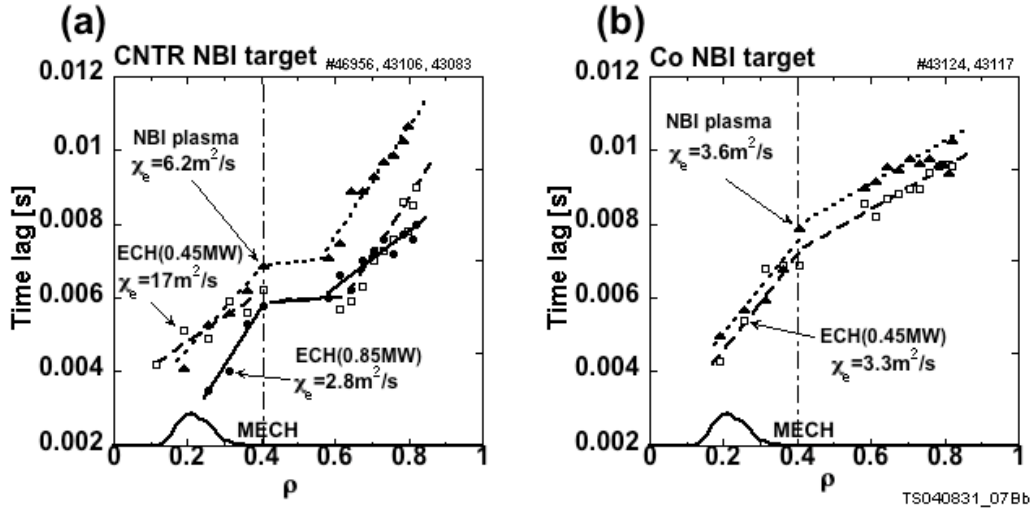 (a)
CNTR NBI target #46956, 43106, 43083
0.012
0.01
0.008
0.006
0.004
0.002
Time lag [s]
NBI plasma
χe=6.2m²/s
ECH(0.45MW)
χe=17m²/s
ECH(0.85MW)
χe=2.8m²/s
MECH
0 0.2 0.4 0.6 0.8 1
ρ
(b)
Co NBI target #43124, 43117
0.012
0.01
0.008
0.006
0.004
0.002
Time lag [s]
NBI plasma
χe=3.6m²/s
ECH(0.45MW)
χe=3.3m²/s
MECH
0 0.2 0.4 0.6 0.8 1
ρ
TS040831_07Bb